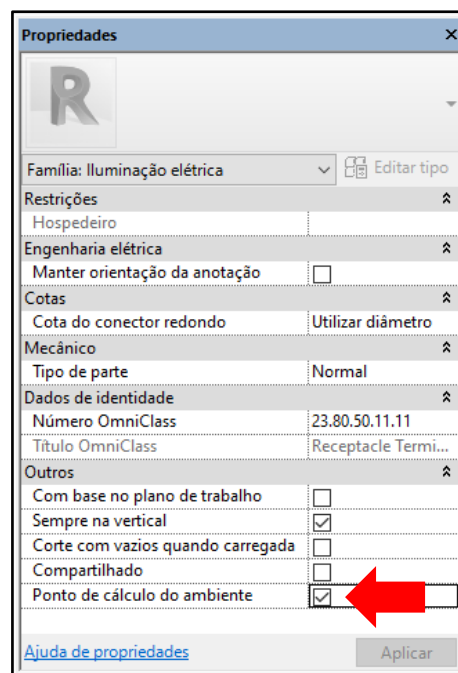 Propriedades
R
Família: Iluminação elétrica Editar tipo
Restrições
Hospedeiro
Engenharia elétrica
Manter orientação da anotação
Cotas
Cota do conector redondo Utilizar diâmetro
Mecânico
Tipo de parte Normal
Dados de identidade
Número OmniClass 23.80.50.11.11
Título OmniClass Receptacle Termi...
Outros
Com base no plano de trabalho
Sempre na vertical
Corte com vazios quando carregada
Compartilhado
Ponto de cálculo do ambiente
Ajuda de propriedades Aplicar